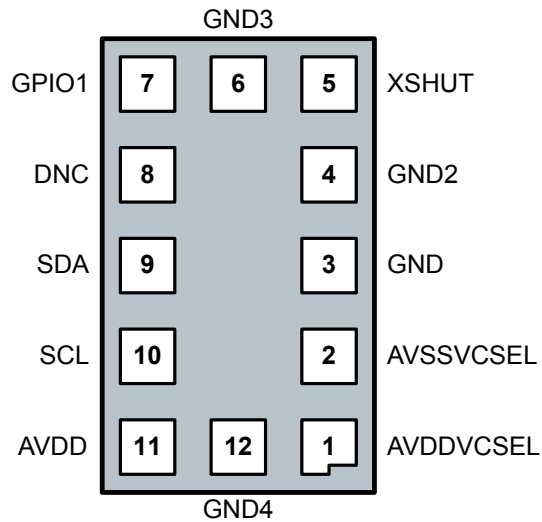 GND3
GPIO1 7 6 5 XSHUT
DNC 8 4 GND2
SDA 9 3 GND
SCL 10 2 AVSSVCSEL
AVDD 11 12 1 AVDDVCSEL
GND4